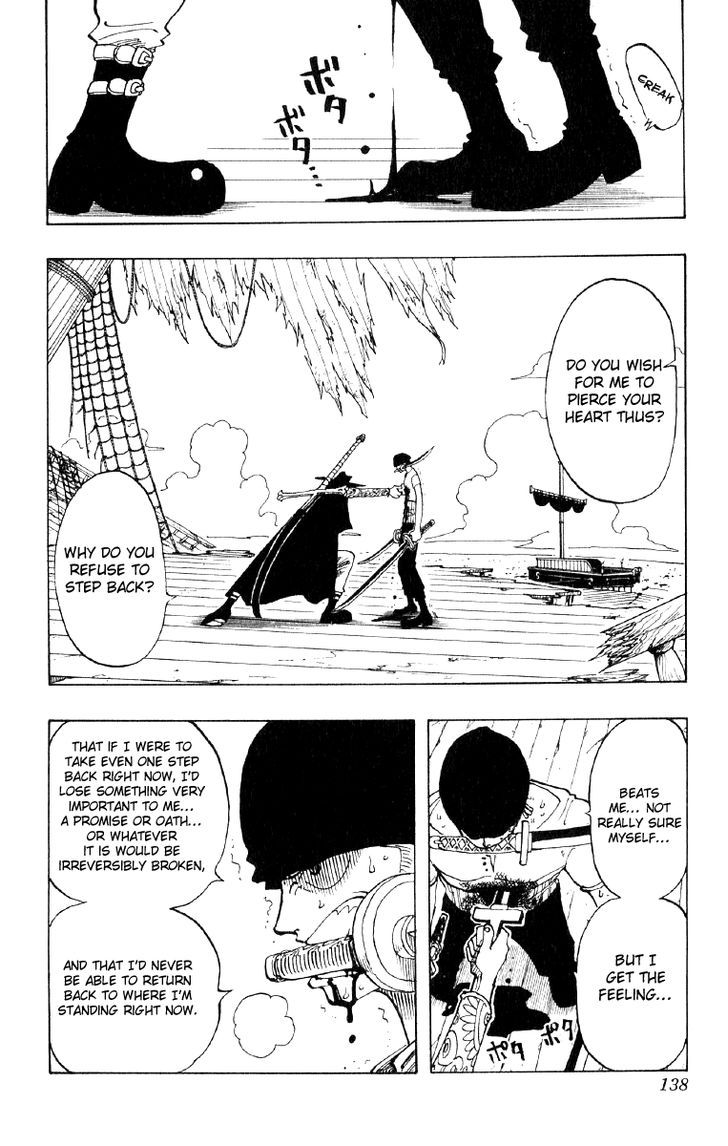 CREAK
ボタ
ボタ...
DO YOU WISH
FOR ME TO
PIERCE YOUR
HEART THUS?
WHY DO YOU
REFUSE TO
STEP BACK?
BEATS
ME... NOT
REALLY SURE
MYSELF...
BUT I
GET THE
FEELING...
ポタ
ポタ
THAT IF I WERE TO
TAKE EVEN ONE STEP
BACK RIGHT NOW, I'D
LOSE SOMETHING VERY
IMPORTANT TO ME...
A PROMISE OR OATH...
OR WHATEVER
IT IS WOULD BE
IRREVERSIBLY BROKEN,
AND THAT I'D NEVER
BE ABLE TO RETURN
BACK TO WHERE I'M
STANDING RIGHT NOW.
138